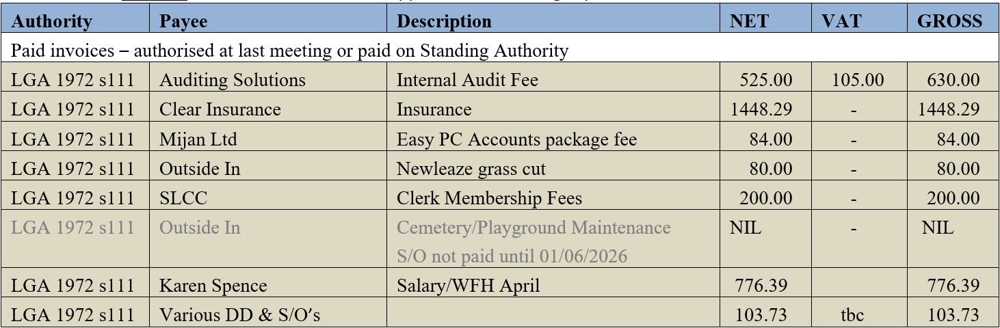 Authority Payee Description NET VAT GROSS
Paid invoices – authorised at last meeting or paid on Standing Authority
LGA 1972 s111 Auditing Solutions Internal Audit Fee 525.00 105.00 630.00
LGA 1972 s111 Clear Insurance Insurance 1448.29 - 1448.29
LGA 1972 s111 Mijan Ltd Easy PC Accounts package fee 84.00 - 84.00
LGA 1972 s111 Outside In Newleaze grass cut 80.00 - 80.00
LGA 1972 s111 SLCC Clerk Membership Fees 200.00 - 200.00
LGA 1972 s111 Outside In Cemetery/Playground Maintenance NIL - NIL
S/O not paid until 01/06/2026
LGA 1972 s111 Karen Spence Salary/WFH April 776.39 776.39
LGA 1972 s111 Various DD & S/O’s 103.73 tbc 103.73